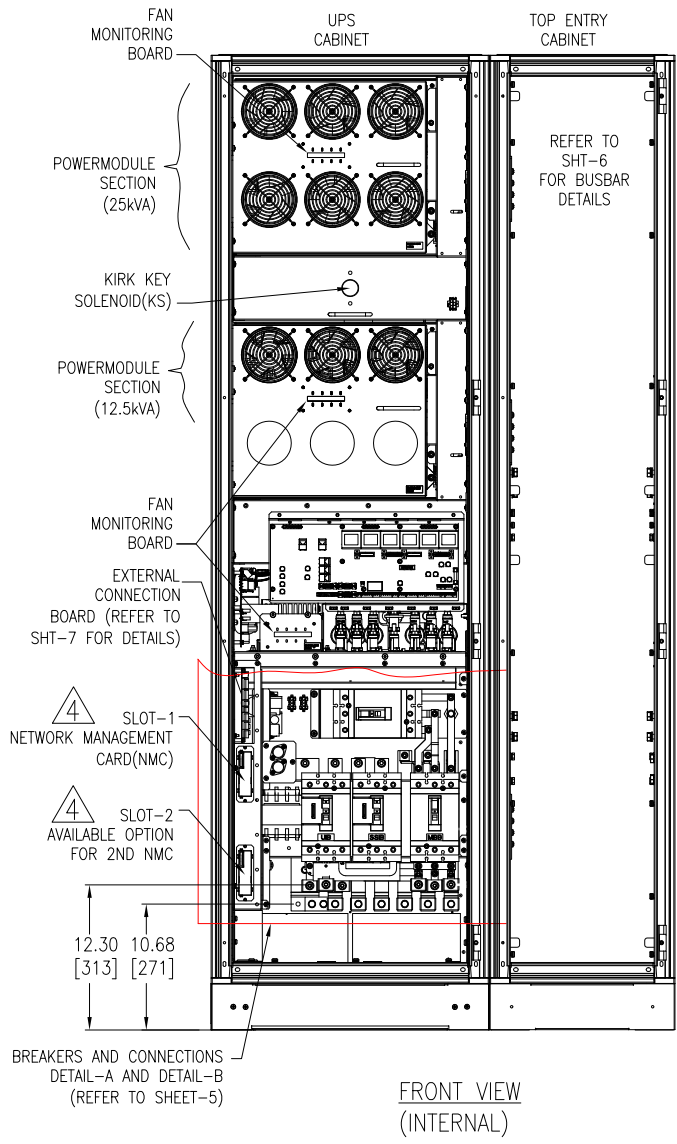 FAN
MONITORING
BOARD
UPS
CABINET
TOP ENTRY
CABINET
POWERMODULE
SECTION
(25kVA)
REFER TO
SHT-6
FOR BUSBAR
DETAILS
KIRK KEY
SOLENOID(KS)
POWERMODULE
SECTION
(12.5kVA)
FAN
MONITORING
BOARD
EXTERNAL
CONNECTION
BOARD (REFER TO
SHT-7 FOR DETAILS)
4
SLOT-1
NETWORK MANAGEMENT
CARD(NMC)
4
SLOT-2
AVAILABLE OPTION
FOR 2ND NMC
UIB
SSIB
MBB
12.30 10.68
[313] [271]
BREAKERS AND CONNECTIONS
DETAIL-A AND DETAIL-B
(REFER TO SHEET-5)
FRONT VIEW
(INTERNAL)